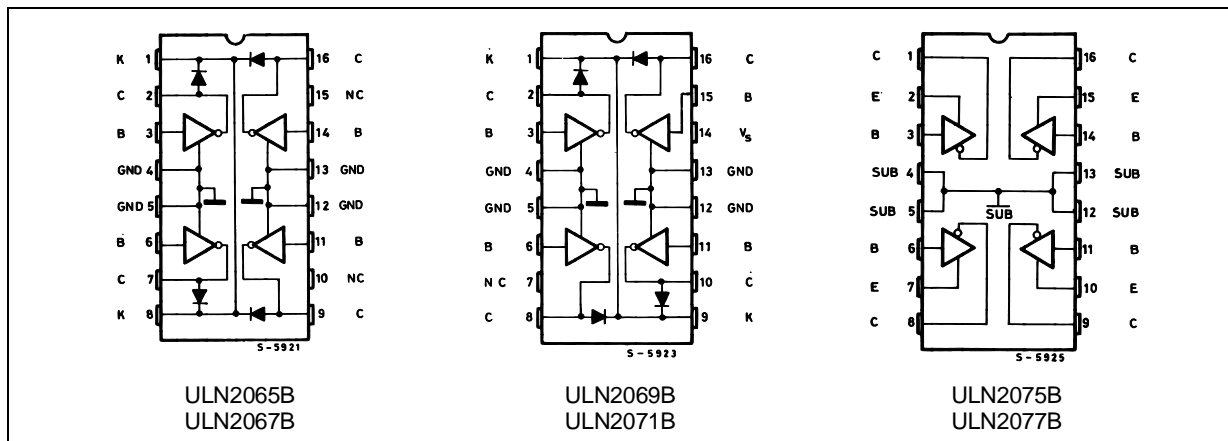 K 1 16 C
C 2 15 NC
B 3 14 B
GND 4 13 GND
GND 5 12 GND
B 6 11 B
C 7 10 NC
K 8 9 C
S-5921
ULN2065B
ULN2067B
K 1 16 C
C 2 15 B
B 3 14 Vs
GND 4 13 GND
GND 5 12 GND
B 6 11 B
NC 7 10 C
C 8 9 K
S-5923
ULN2069B
ULN2071B
C 1 16 C
E 2 15 E
B 3 14 B
SUB 4 13 SUB
SUB
SUB 5 12 SUB
B 6 11 B
E 7 10 E
C 8 9 C
S-5925
ULN2075B
ULN2077B